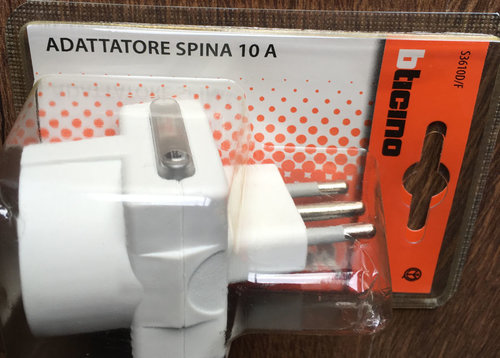 ADATTATORE SPINA 10 A
bticino
S3610D/F